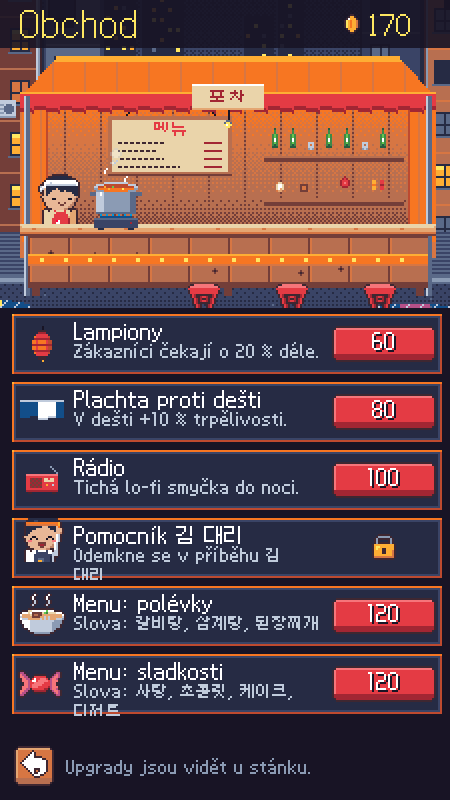 Obchod
170
포차
메뉴
Lampiony
Zákazníci čekají o 20 % déle.
60
Plachta proti dešti
V dešti +10 % trpělivosti.
80
Rádio
Tichá lo-fi smyčka do noci.
100
Pomocník 김 대리
Odemkne se v příběhu 김
대리
Menu: polévky
Slova: 갈비탕, 삼계탕, 된장찌개
120
Menu: sladkosti
Slova: 사탕, 초콜릿, 케이크,
디저트
120
Upgrady jsou vidět u stánku.